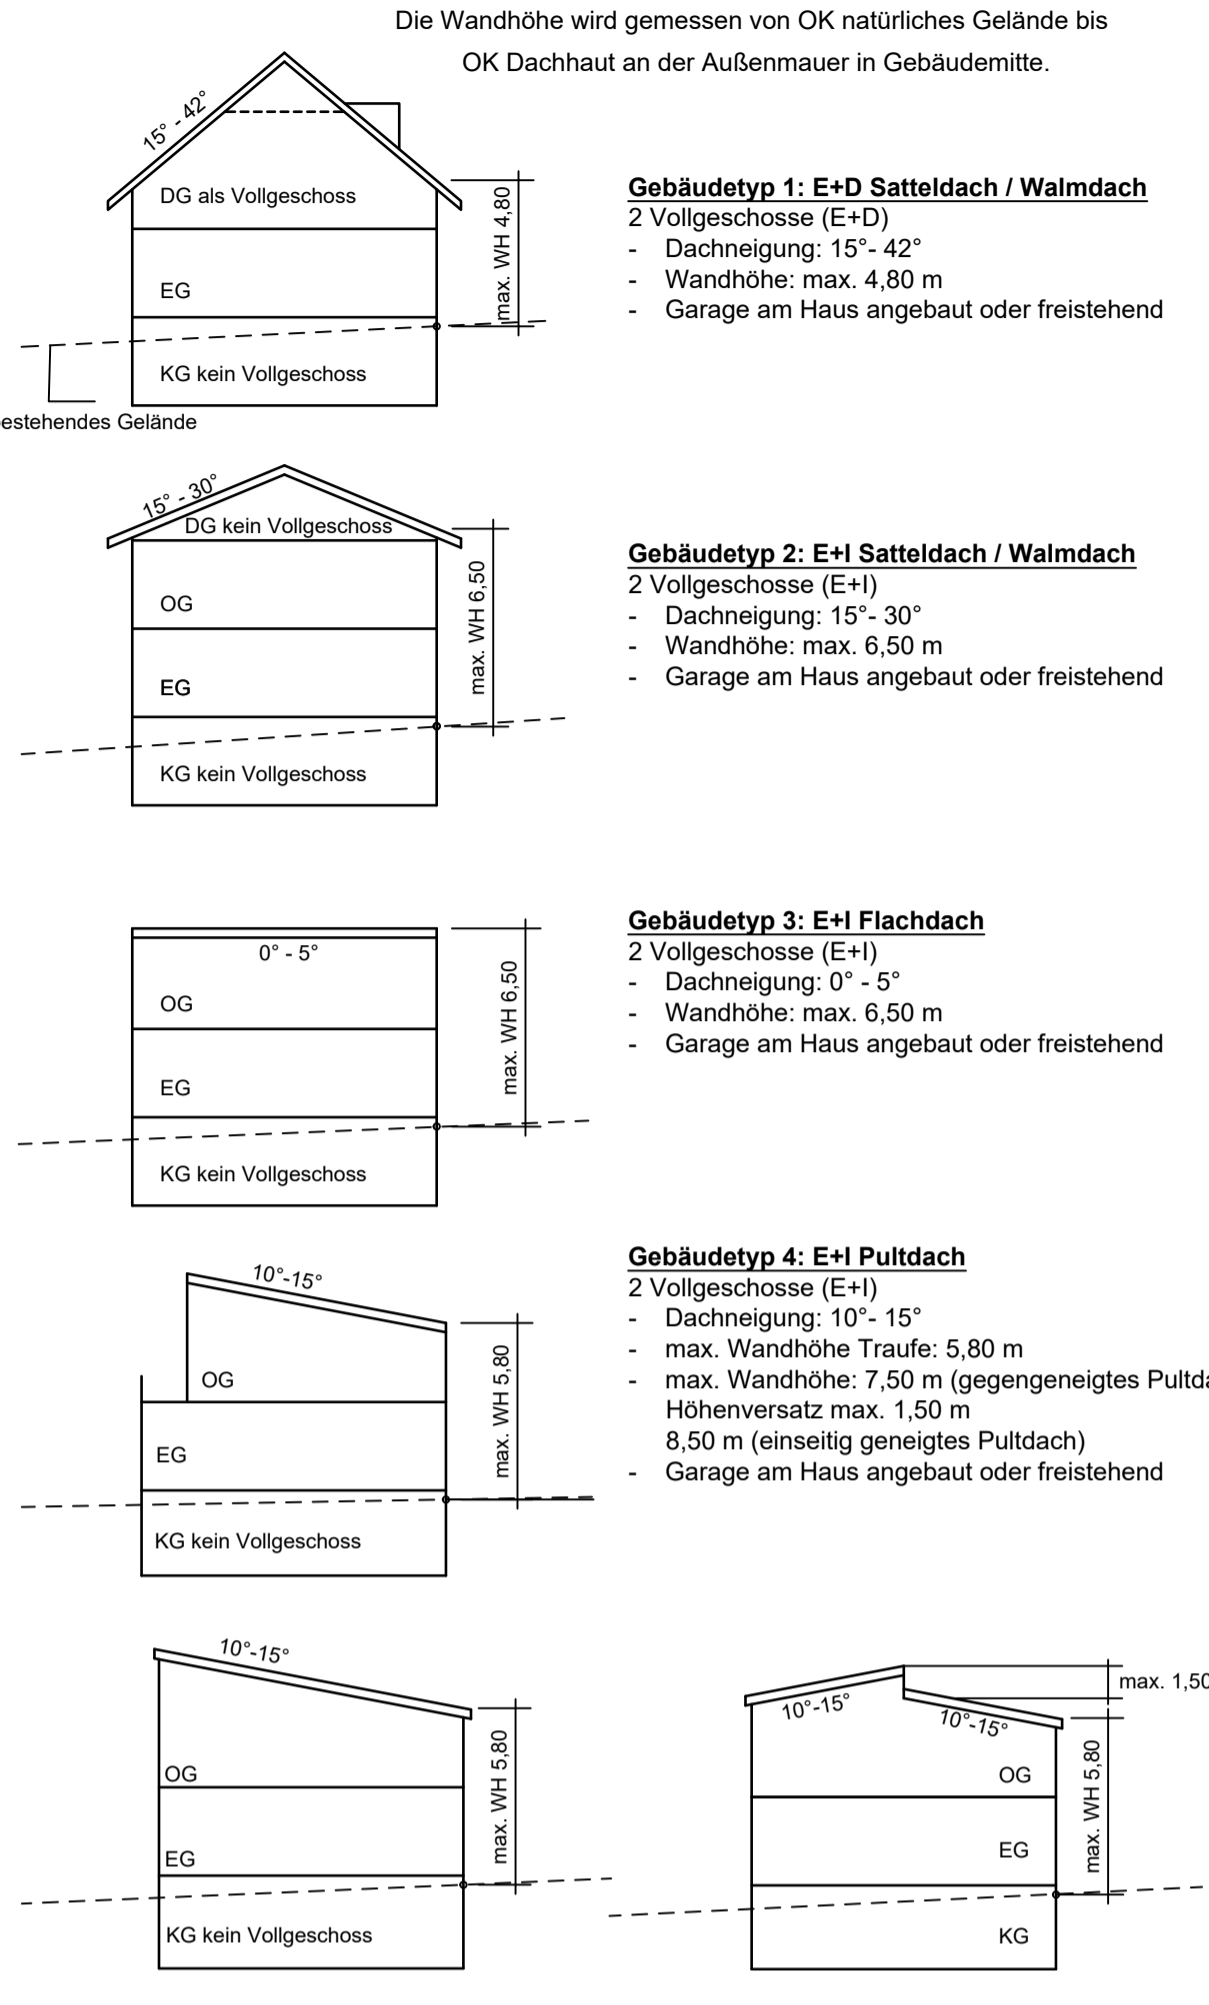 Die Wandhöhe wird gemessen von OK natürliches Gelände bis
OK Dachhaut an der Außenmauer in Gebäudemitte.
15° - 42°
DG als Vollgeschoss
EG
KG kein Vollgeschoss
estehendes Gelände
max. WH 4,80
Gebäudetyp 1: E+D Satteldach / Walmdach
2 Vollgeschosse (E+D)
- Dachneigung: 15°- 42°
- Wandhöhe: max. 4,80 m
- Garage am Haus angebaut oder freistehend
15° - 30°
DG kein Vollgeschoss
OG
EG
KG kein Vollgeschoss
max. WH 6,50
Gebäudetyp 2: E+I Satteldach / Walmdach
2 Vollgeschosse (E+I)
- Dachneigung: 15°- 30°
- Wandhöhe: max. 6,50 m
- Garage am Haus angebaut oder freistehend
0° - 5°
OG
EG
KG kein Vollgeschoss
max. WH 6,50
Gebäudetyp 3: E+I Flachdach
2 Vollgeschosse (E+I)
- Dachneigung: 0° - 5°
- Wandhöhe: max. 6,50 m
- Garage am Haus angebaut oder freistehend
10°-15°
OG
EG
KG kein Vollgeschoss
max. WH 5,80
Gebäudetyp 4: E+I Pultdach
2 Vollgeschosse (E+I)
- Dachneigung: 10°- 15°
- max. Wandhöhe Traufe: 5,80 m
- max. Wandhöhe: 7,50 m (gegengeneigtes Pultda
Höhenversatz max. 1,50 m
8,50 m (einseitig geneigtes Pultdach)
- Garage am Haus angebaut oder freistehend
10°-15°
OG
EG
KG kein Vollgeschoss
max. WH 5,80
10°-15°
10°-15°
max. 1,50
OG
EG
KG
max. WH 5,80